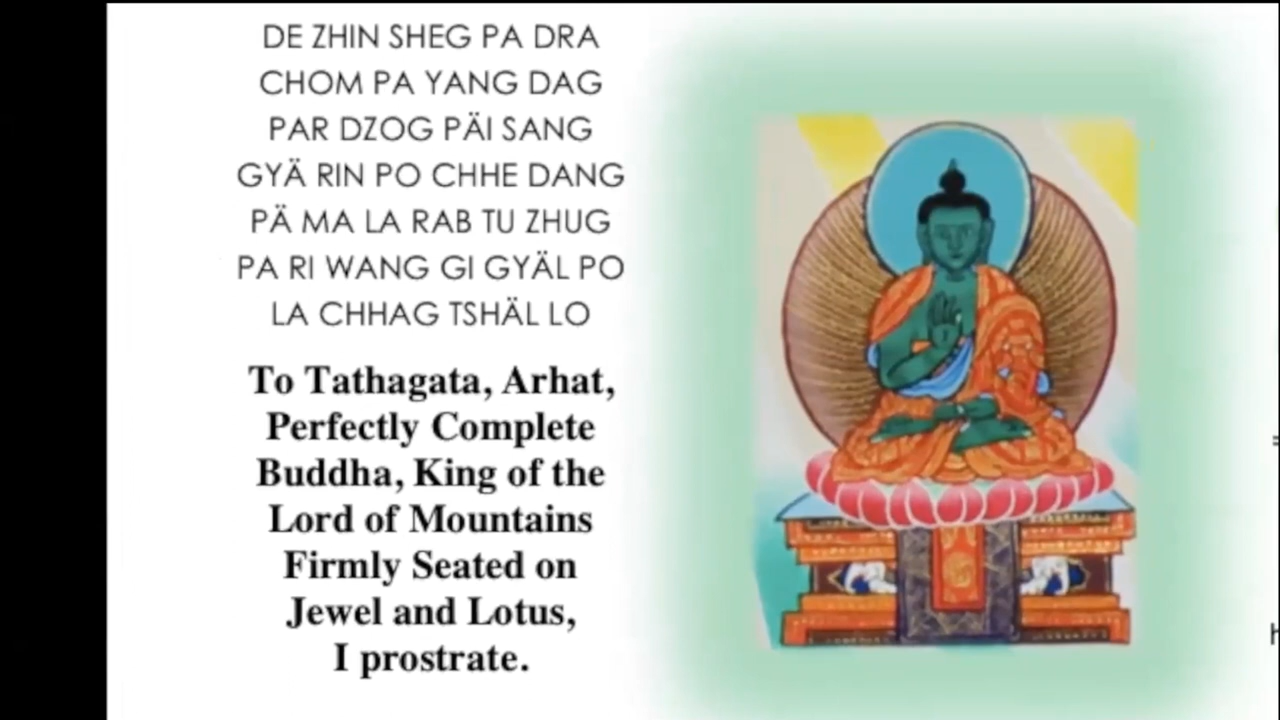 DE ZHIN SHEG PA DRA
CHOM PA YANG DAG
PAR DZOG PÄI SANG
GYÄ RIN PO CHHE DANG
PÄ MA LA RAB TU ZHUG
PA RI WANG GI GYÄL PO
LA CHHAG TSHÄL LO
To Tathagata, Arhat,
Perfectly Complete
Buddha, King of the
Lord of Mountains
Firmly Seated on
Jewel and Lotus,
I prostrate.